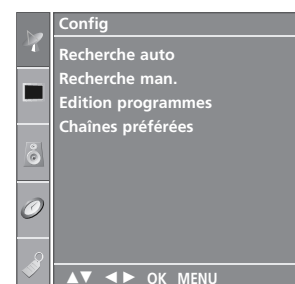 Config
Recherche auto
Recherche man.
Edition programmes
Chaînes préférées
▲▼ ◄► OK MENU